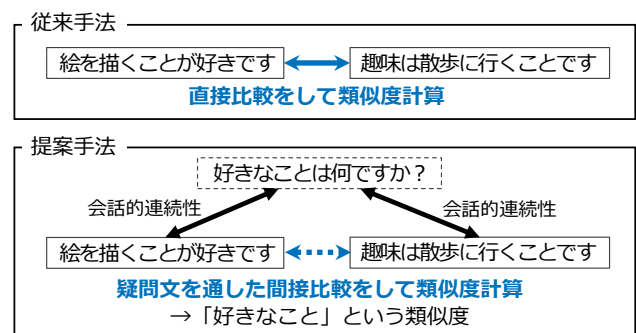 従来手法
絵を描くことが好きです 趣味は散歩に行くことです
直接比較をして類似度計算
提案手法
好きなことは何ですか？
会話的連続性 会話的連続性
絵を描くことが好きです 趣味は散歩に行くことです
疑問文を通した間接比較をして類似度計算
→「好きなこと」という類似度